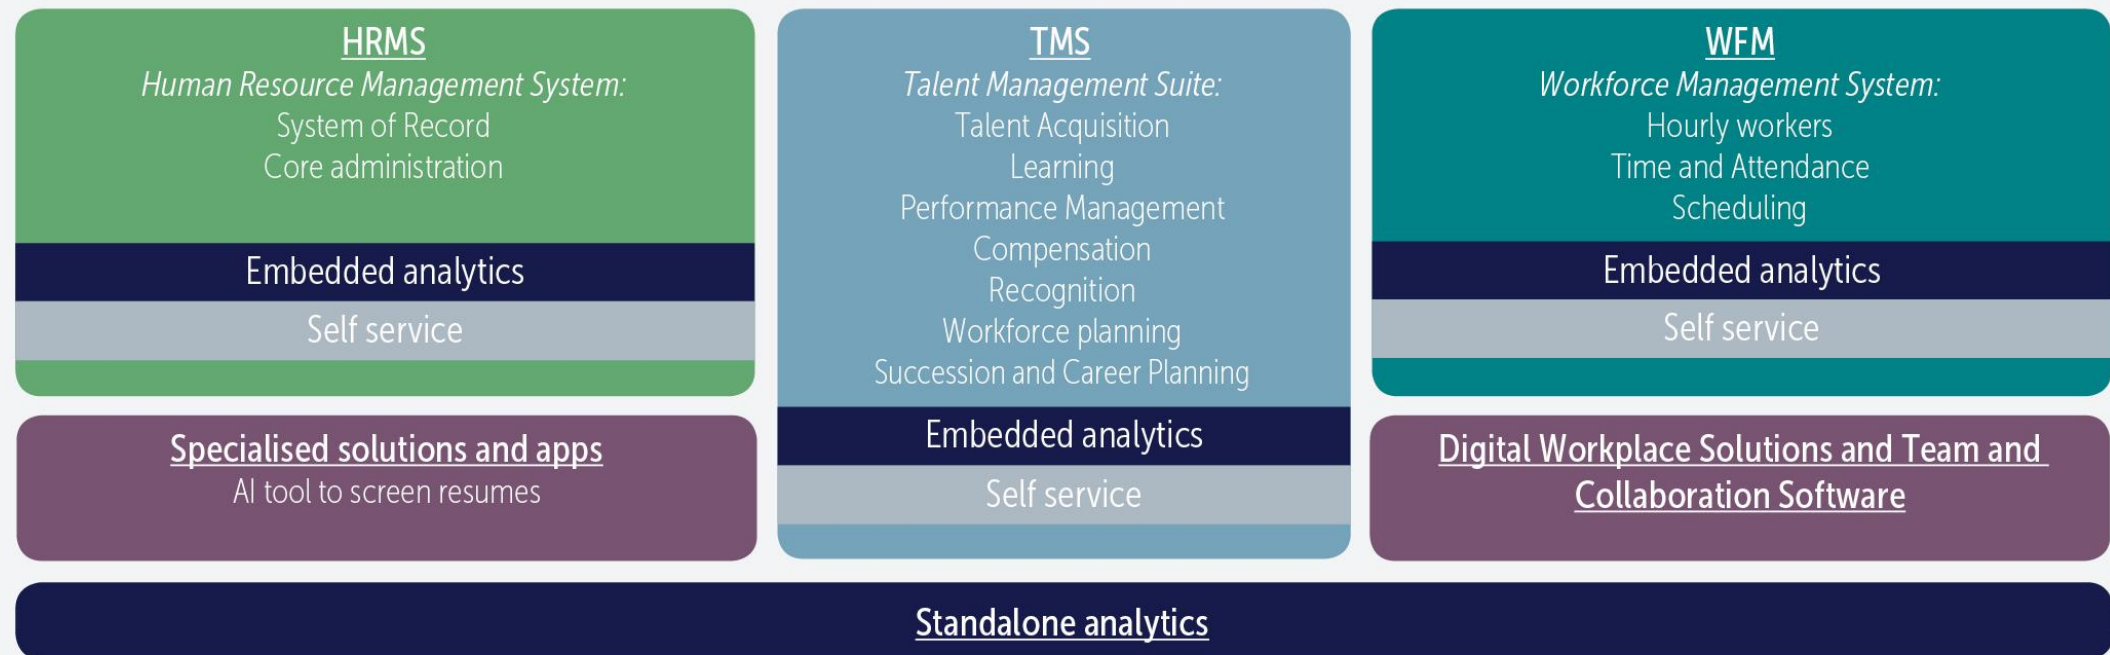 HRMS
Human Resource Management System:
System of Record
Core administration
Embedded analytics
Self service
TMS
Talent Management Suite:
Talent Acquisition
Learning
Performance Management
Compensation
Recognition
Workforce planning
Succession and Career Planning
Embedded analytics
Self service
WFM
Workforce Management System:
Hourly workers
Time and Attendance
Scheduling
Embedded analytics
Self service
Specialised solutions and apps
AI tool to screen resumes
Digital Workplace Solutions and Team and
Collaboration Software
Standalone analytics